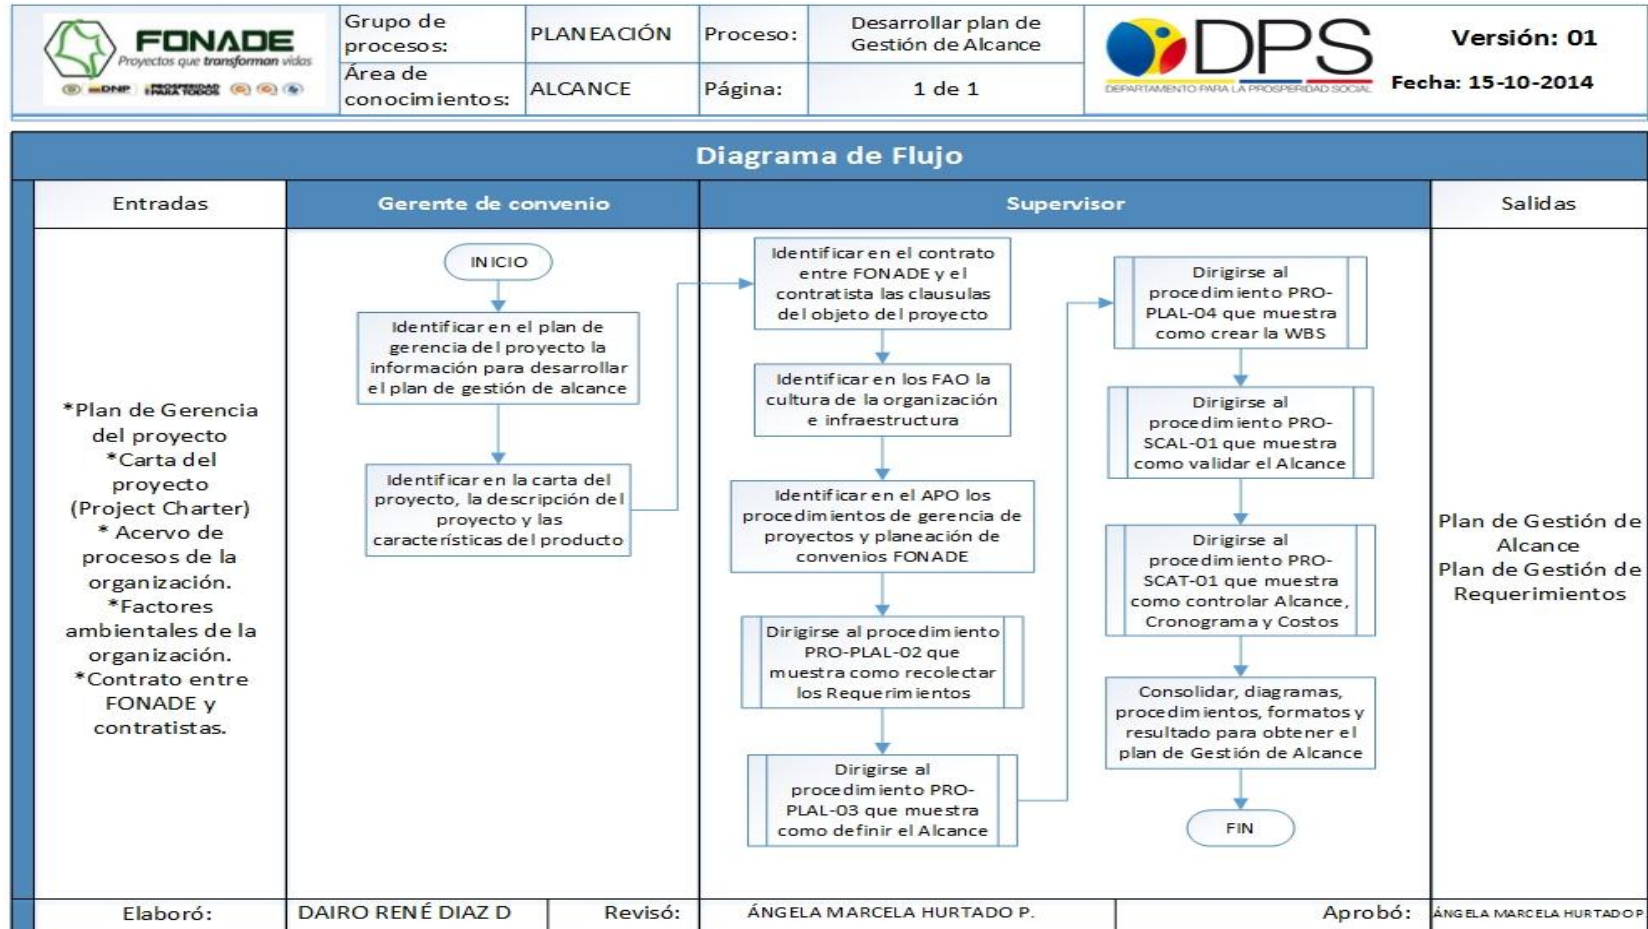 FONADE
Proyectos que transforman vidas
DNP
PROSPERIDAD
PARA TODOS
Grupo de
procesos:
PLANEACIÓN
Proceso:
Desarrollar plan de
Gestión de Alcance
Área de
conocimientos:
ALCANCE
Página:
1 de 1
DPS
DEPARTAMENTO PARA LA PROSPERIDAD SOCIAL
Versión: 01
Fecha: 15-10-2014
Diagrama de Flujo
Entradas
Gerente de convenio
Supervisor
Salidas
*Plan de Gerencia
del proyecto
*Carta del
proyecto
(Project Charter)
* Acervo de
procesos de la
organización.
*Factores
ambientales de la
organización.
*Contrato entre
FONADE y
contratistas.
INICIO
Identificar en el plan de
gerencia del proyecto la
información para desarrollar
el plan de gestión de alcance
Identificar en la carta del
proyecto, la descripción del
proyecto y las
características del producto
Identificar en el contrato
entre FONADE y el
contratista las clausulas
del objeto del proyecto
Identificar en los FAO la
cultura de la organización
e infraestructura
Identificar en el APO los
procedimientos de gerencia de
proyectos y planeación de
convenios FONADE
Dirigirse al procedimiento
PRO-PLAL-02 que
muestra como recolectar
los Requerimientos
Dirigirse al
procedimiento PRO-
PLAL-03 que muestra
como definir el Alcance
Dirigirse al
procedimiento PRO-
PLAL-04 que muestra
como crear la WBS
Dirigirse al
procedimiento PRO-
SCAL-01 que muestra
como validar el Alcance
Dirigirse al
procedimiento PRO-
SCAT-01 que muestra
como controlar Alcance,
Cronograma y Costos
Consolidar, diagramas,
procedimientos, formatos y
resultado para obtener el
plan de Gestión de Alcance
FIN
Plan de Gestión de
Alcance
Plan de Gestión de
Requerimientos
Elaboró:
DAIRO RENÉ DIAZ D
Revisó:
ÁNGELA MARCELA HURTADO P.
Aprobó:
ÁNGELA MARCELA HURTADO P